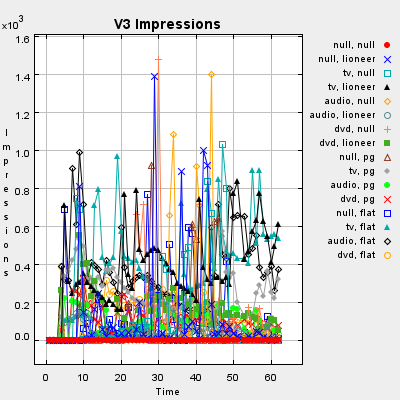 V3 Impressions
x10³
1.6
1.4
1.2
1.0
0.8
0.6
0.4
0.2
0.0
Impressions
0 10 20 30 40 50 60
Time
null, null
null, lioneer
tv, null
tv, lioneer
audio, null
audio, lioneer
dvd, null
dvd, lioneer
null, pg
tv, pg
audio, pg
dvd, pg
null, flat
tv, flat
audio, flat
dvd, flat